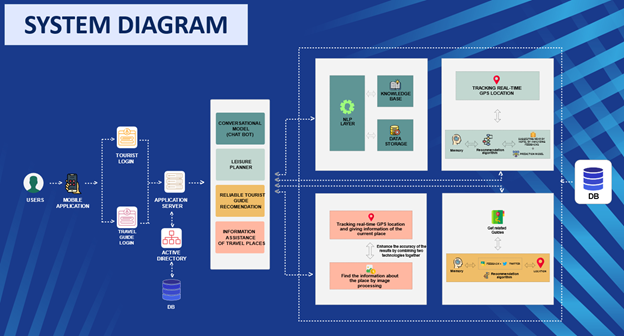 SYSTEM DIAGRAM
USERS
MOBILE
APPLICATION
TOURIST
LOGIN
TRAVEL
GUIDE
LOGIN
APPLICATION
SERVER
ACTIVE
DIRECTORY
DB
CONVERSATIONAL
MODEL
(CHAT BOT)
LEISURE
PLANNER
RELIABLE TOURIST
GUIDE
RECOMENDATION
INFORMATION
ASSISTANCE
OF TRAVEL PLACES
NLP
LAYER
KNOWLEDGE
BASE
DATA
STORAGE
TRACKING REAL-TIME
GPS LOCATION
Memory
Recommendation
algorithm
Tracking real-time GPS location
and giving information of the
current place
Enhance the accuracy of the
results by combining two
technologies together
Find the information about
the place by image
processing
Get related
Guides
Memory
FEEDBACK
TWITTER
LOCATION
Recommendation
algorithm
DB